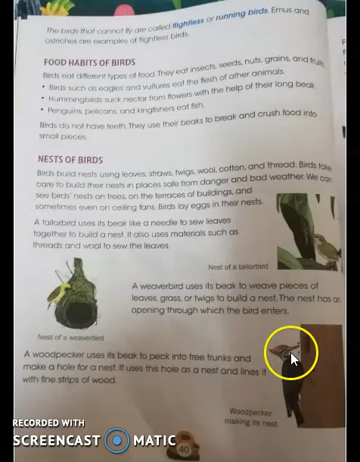 The birds that cannot fly are called flightless or running birds. Emus and
ostriches are examples of flightless birds.
FOOD HABITS OF BIRDS
Birds eat different types of food. They eat insects, seeds, nuts, grains, and fruits.
• Birds such as eagles and vultures eat the flesh of other animals.
• Hummingbirds suck nectar from flowers with the help of their long beak.
• Penguins, pelicans, and kingfishers eat fish.
Birds do not have teeth. They use their beaks to break and crush food into
small pieces.
NESTS OF BIRDS
Birds build nests using leaves, straws, twigs, wool, cotton, and thread. Birds take
care to build their nests in places safe from danger and bad weather. We can
see birds' nests on trees, on the terraces of buildings, and
sometimes even on ceiling fans. Birds lay eggs in their nests.
A tailorbird uses its beak like a needle to sew leaves
together to build a nest. It also uses materials such as
threads and wool to sew the leaves.
Nest of a tailorbird
A weaverbird uses its beak to weave pieces of
leaves, grass, or twigs to build a nest. The nest has an
opening through which the bird enters.
Nest of a weaverbird
A woodpecker uses its beak to peck into tree trunks and
make a hole for a nest. It uses this hole as a nest and lines it
with fine strips of wood.
Woodpecker
making its nest
40
RECORDED WITH
SCREENCAST MATIC